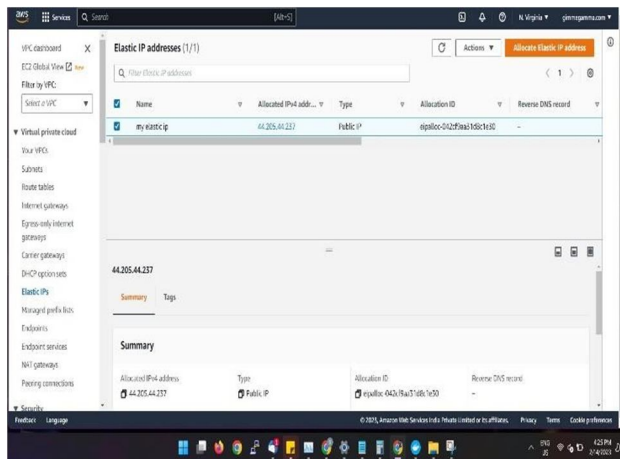 aws Services Search [Alt+S] N. Virginia gimmegamma.com
VPC dashboard X
EC2 Global View New
Filter by VPC:
Select a VPC
Virtual private cloud
Your VPCs
Subnets
Route tables
Internet gateways
Egress-only internet gateways
Carrier gateways
DHCP option sets
Elastic IPs
Managed prefix lists
Endpoints
Endpoint services
NAT gateways
Peering connections
Security
Elastic IP addresses (1/1)
Actions
Allocate Elastic IP address
Filter Elastic IP addresses
1
Name Allocated IPv4 addr... Type Allocation ID Reverse DNS record
my elastic ip 44.205.44.237 Public IP –
44.205.44.237
Summary Tags
Summary
Allocated IPv4 address Type Allocation ID Reverse DNS record
44.205.44.237 Public IP –
Feedback Language © 2023, Amazon Web Services India Private Limited or its affiliates. Privacy Terms Cookie preferences
ENG 4:25 PM
2/14/2023